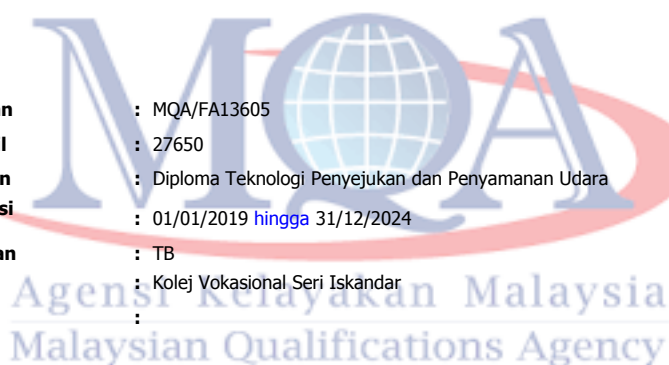 MQA
an : MQA/FA13605
l : 27650
n : Diploma Teknologi Penyejukan dan Penyamanan Udara
si : 01/01/2019 hingga 31/12/2024
an : TB
: Kolej Vokasional Seri Iskandar
:
Agensi Kelayakan Malaysia
Malaysian Qualifications Agency